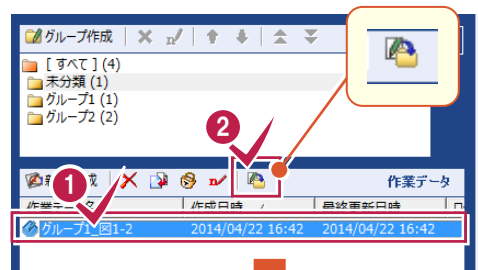 グループ作成
[すべて] (4)
未分類 (1)
グループ1 (1)
グループ2 (2)
2
作業データ
1
作成日時
最終更新日時
グループ1_図1-2 2014/04/22 16:42 2014/04/22 16:42